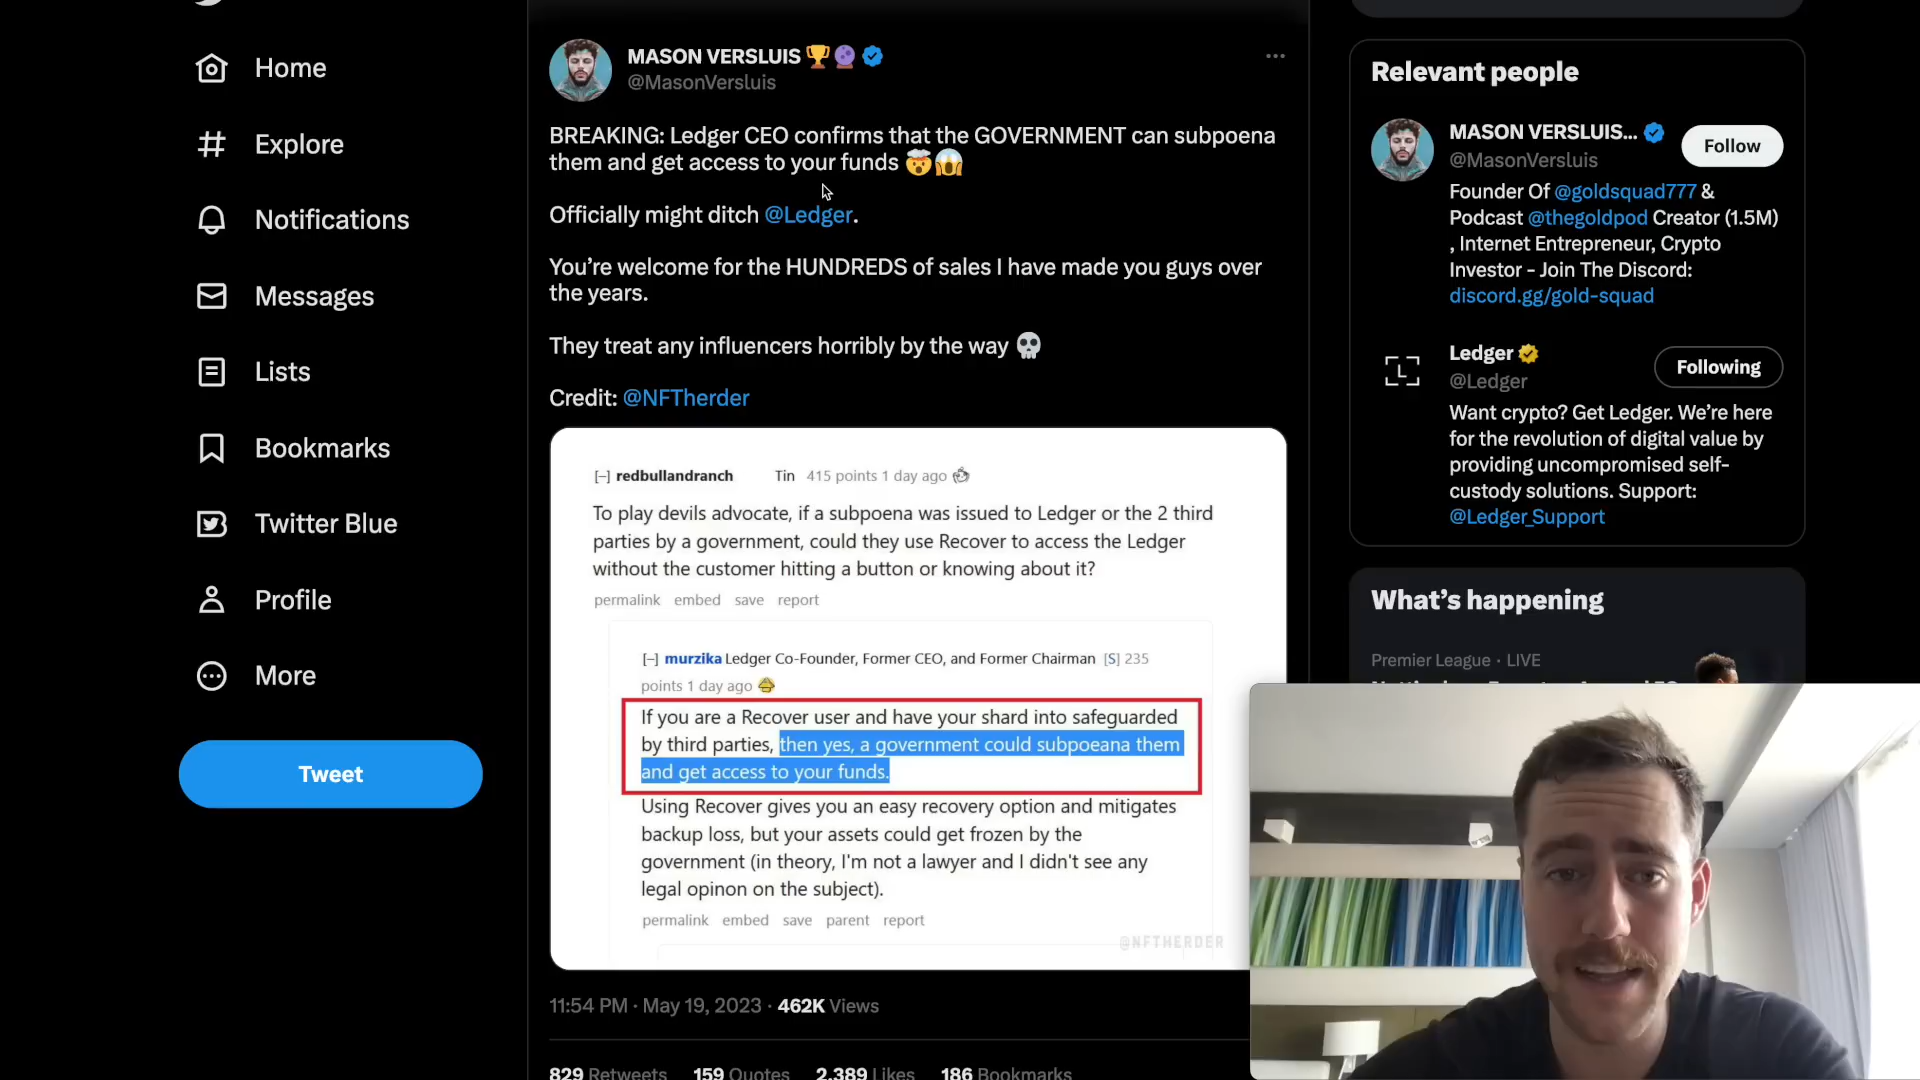 Home
Explore
Notifications
Messages
Lists
Bookmarks
Twitter Blue
Profile
More
Tweet
MASON VERSLUIS 🏆🔮
@MasonVersluis
BREAKING: Ledger CEO confirms that the GOVERNMENT can subpoena
them and get access to your funds 🤯😱
Officially might ditch @Ledger.
You’re welcome for the HUNDREDS of sales I have made you guys over
the years.
They treat any influencers horribly by the way 💀
Credit: @NFTherder
[–] redbullandranch Tin 415 points 1 day ago
To play devils advocate, if a subpoena was issued to Ledger or the 2 third
parties by a government, could they use Recover to access the Ledger
without the customer hitting a button or knowing about it?
permalink embed save report
[–] murzika Ledger Co-Founder, Former CEO, and Former Chairman [S] 235
points 1 day ago
If you are a Recover user and have your shard into safeguarded
by third parties, then yes, a government could subpoeana them
and get access to your funds.
Using Recover gives you an easy recovery option and mitigates
backup loss, but your assets could get frozen by the
government (in theory, I'm not a lawyer and I didn't see any
legal opinon on the subject).
permalink embed save parent report
@NFTHERDER
11:54 PM · May 19, 2023 · 462K Views
829 Retweets 159 Quotes 2,389 Likes 186 Bookmarks
Relevant people
MASON VERSLUIS...
@MasonVersluis
Follow
Founder Of @goldsquad777 &
Podcast @thegoldpod Creator (1.5M)
, Internet Entrepreneur, Crypto
Investor - Join The Discord:
discord.gg/gold-squad
L
Ledger
@Ledger
Following
Want crypto? Get Ledger. We’re here
for the revolution of digital value by
providing uncompromised self-
custody solutions. Support:
@Ledger_Support
What’s happening
Premier League · LIVE